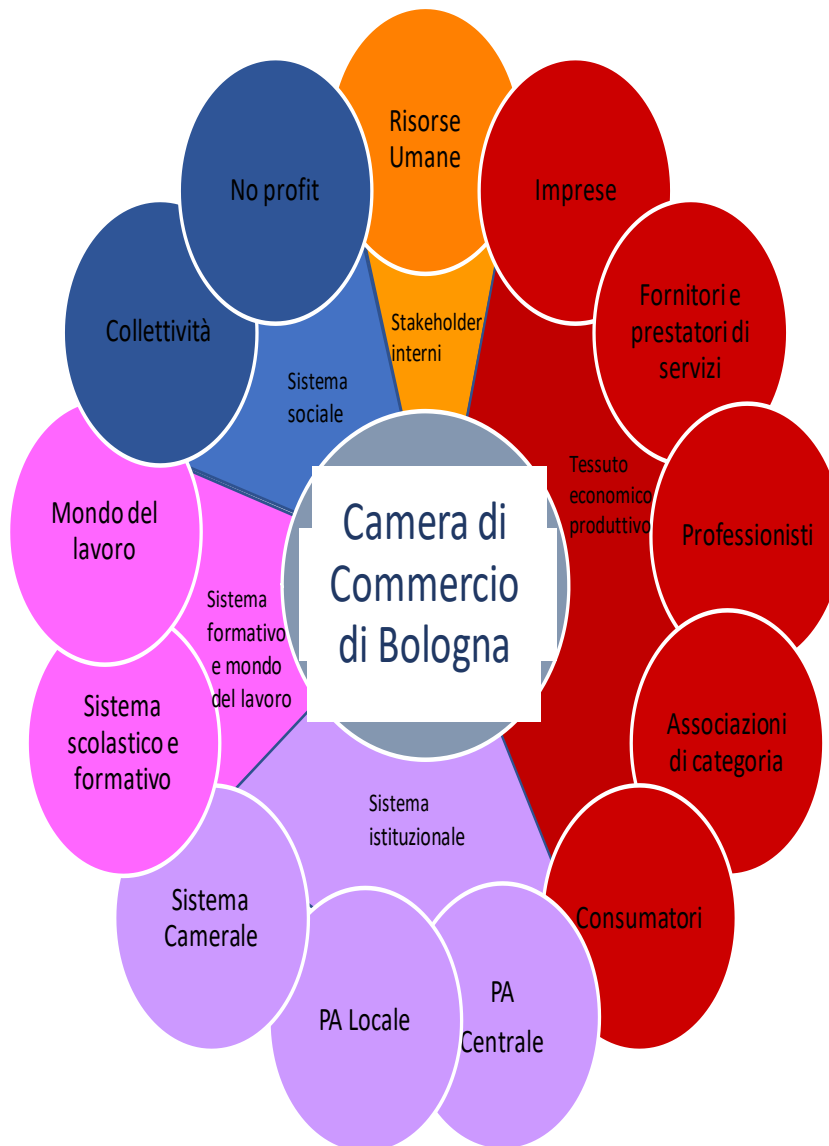 Risorse
Umane
No profit
Imprese
Fornitori e
prestatori di
servizi
Collettività
Stakeholder
interni
Sistema
sociale
Tessuto
economico
produttivo
Mondo del
lavoro
Professionisti
Camera di
Commercio
di Bologna
Sistema
formativo
e mondo
del lavoro
Sistema
scolastico e
formativo
Associazioni
di categoria
Sistema
istituzionale
Sistema
Camerale
Consumatori
PA Locale
PA
Centrale